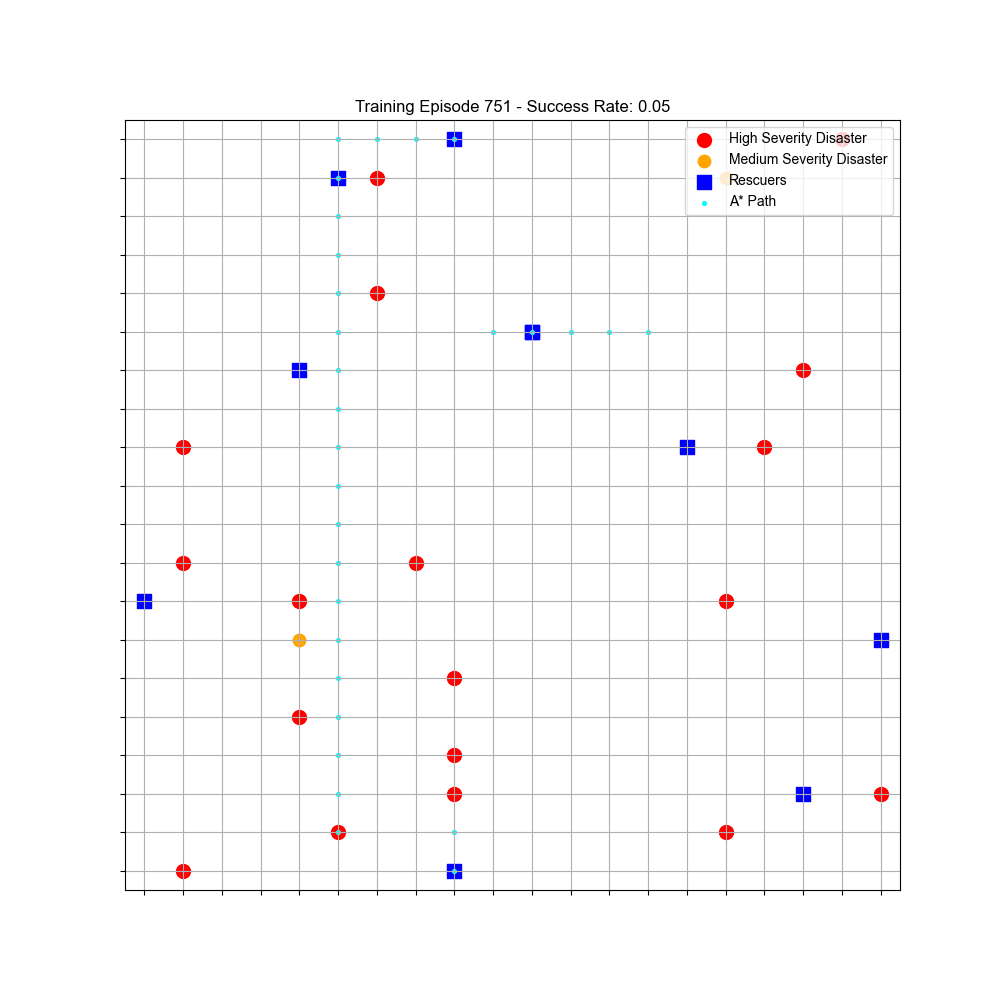 Training Episode 751 - Success Rate: 0.05
High Severity Disaster
Medium Severity Disaster
Rescuers
A* Path